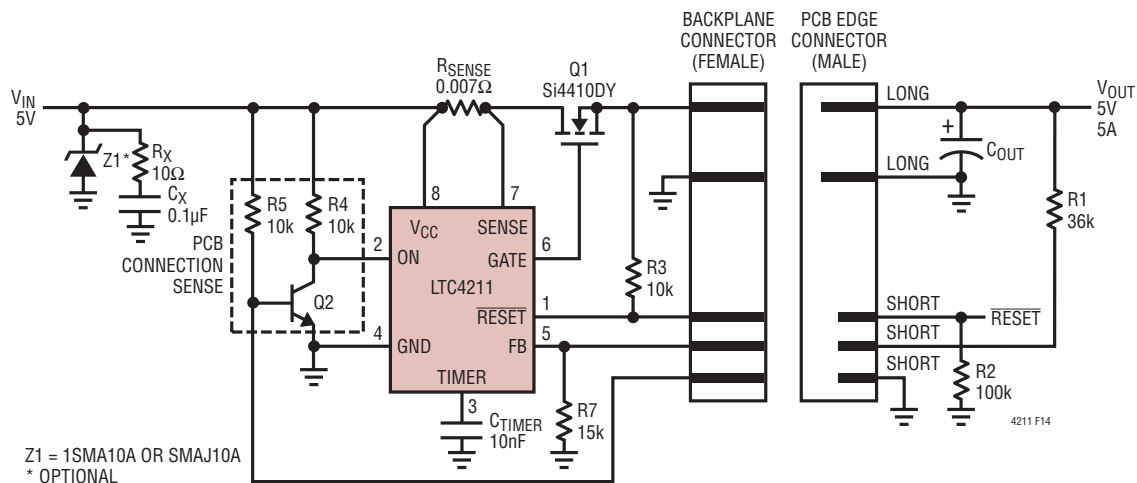 BACKPLANE
CONNECTOR
(FEMALE)
PCB EDGE
CONNECTOR
(MALE)
VIN
5V
RSENSE
0.007Ω
Q1
Si4410DY
LONG
VOUT
5V
5A
Z1*
RX
10Ω
CX
0.1µF
+
COUT
LONG
R5
10k
R4
10k
8
7
R1
36k
PCB
CONNECTION
SENSE
2
VCC
SENSE
ON
GATE
6
LTC4211
R3
10k
Q2
RESET
1
SHORT
RESET
4
GND
FB
5
SHORT
TIMER
SHORT
R2
100k
3
CTIMER
10nF
R7
15k
4211 F14
Z1 = 1SMA10A OR SMAJ10A
* OPTIONAL